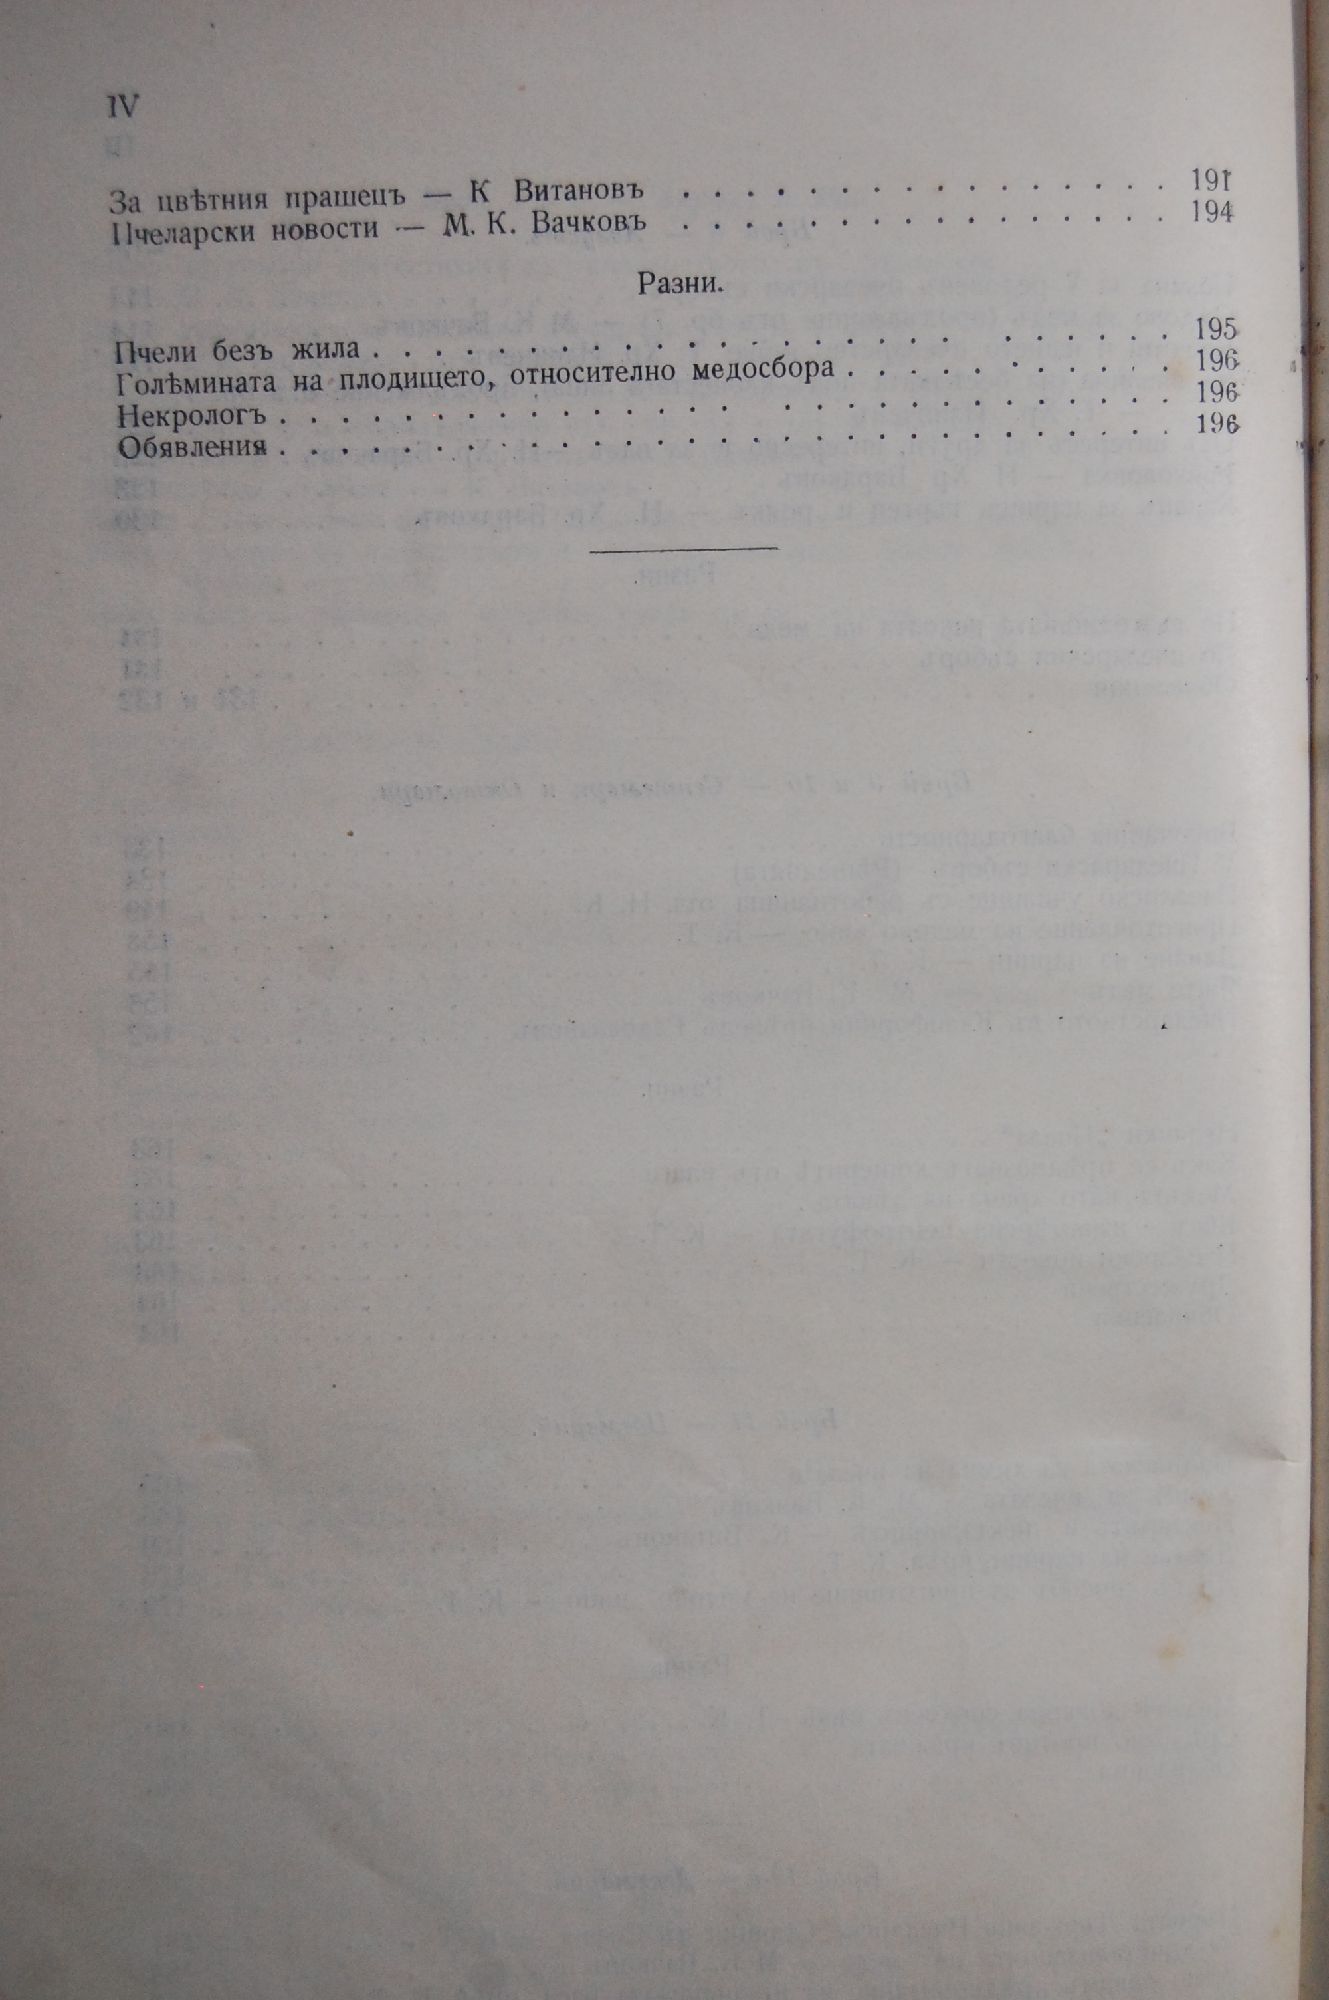 IV
За цвѣтния прашецъ — К Витановъ . . . . . . . . . . . . . . . . 191
Пчеларски новости — М. К. Вачковъ . . . . . . . . . . . . . . . . 194
Разни.
Пчели безъ жила . . . . . . . . . . . . . . . . . . . . . . . . . 195
Голѣмината на плодището, относително медосбора . . . . . . . . . . . 196
Некрологъ . . . . . . . . . . . . . . . . . . . . . . . . . . . . 196
Обявления . . . . . . . . . . . . . . . . . . . . . . . . . . . . 196